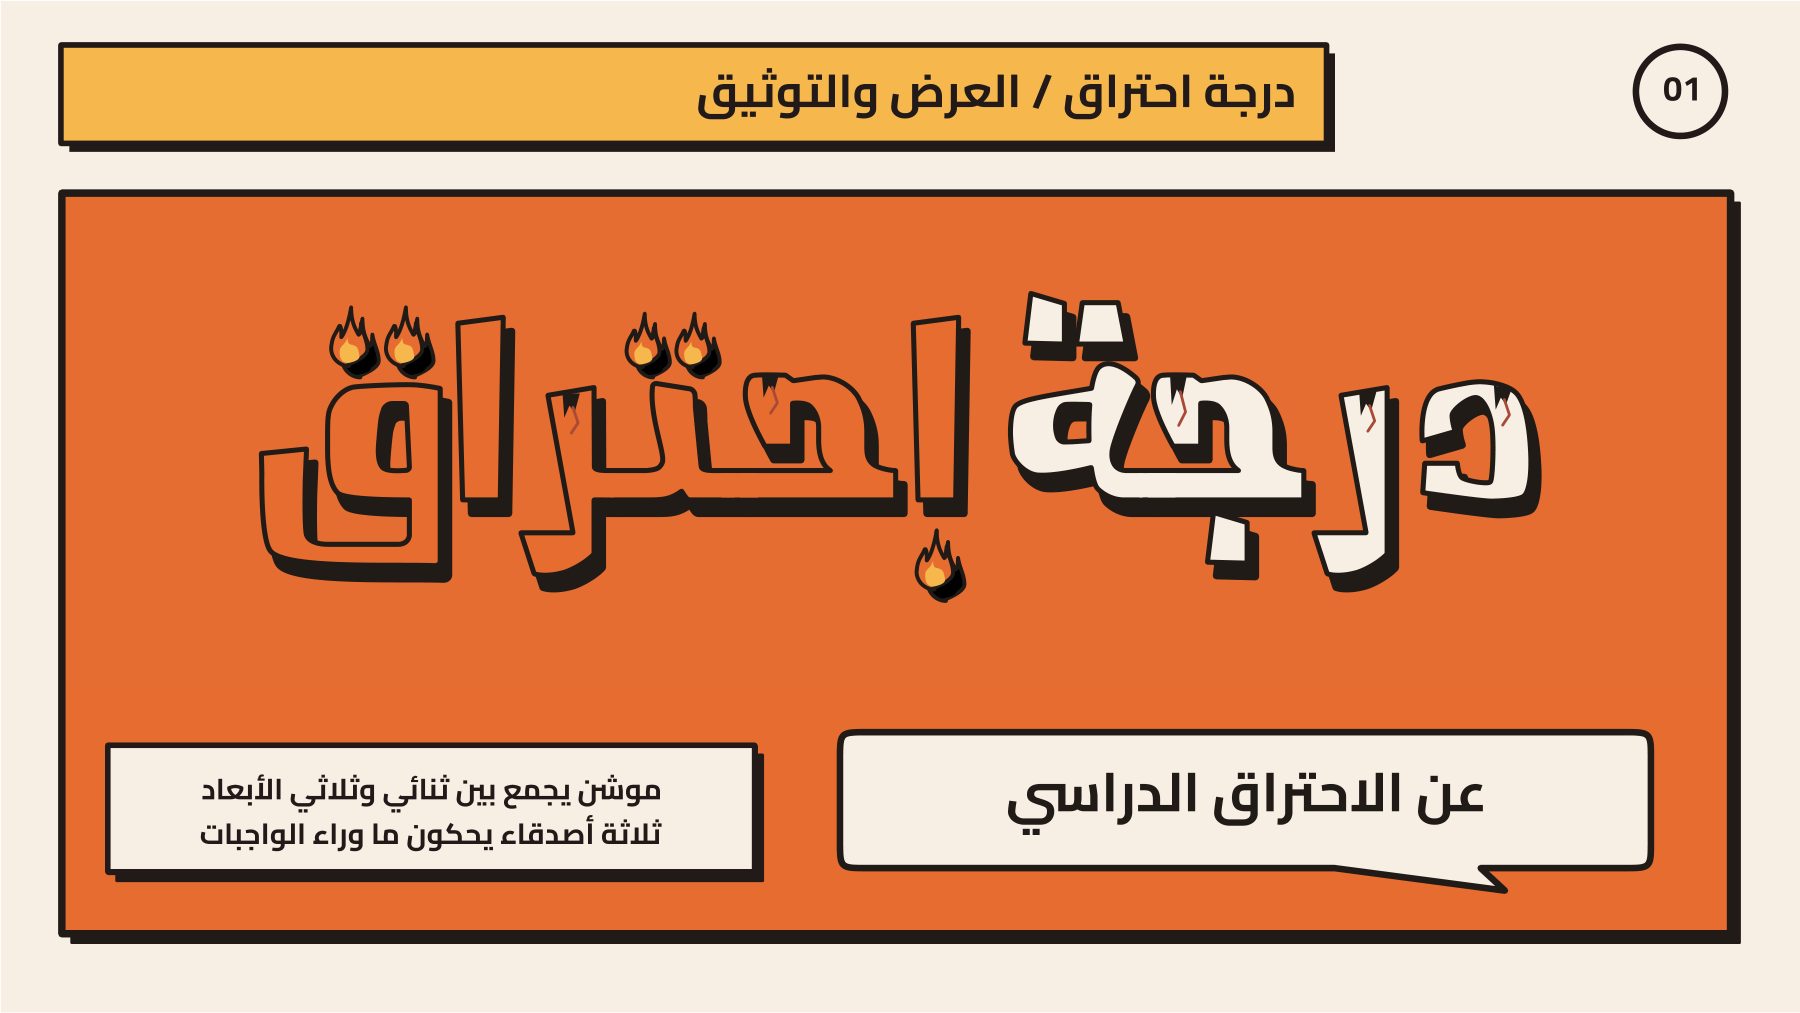 01
درجة احتراق / العرض والتوثيق
درجة احتراق
عن الاحتراق الدراسي
موشن يجمع بين ثنائي وثلاثي الأبعاد
ثلاثة أصدقاء يحكون ما وراء الواجبات